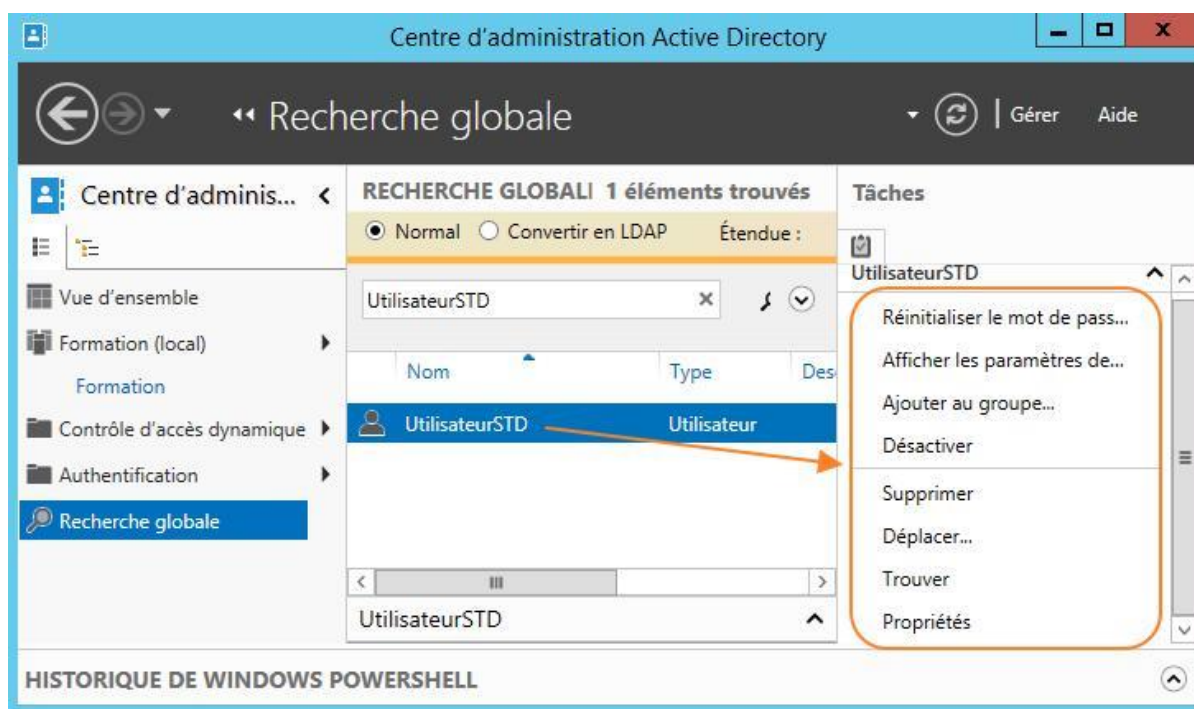 Centre d'administration Active Directory
Recherche globale
Gérer Aide
Centre d'adminis...
Vue d'ensemble
Formation (local)
Formation
Contrôle d'accès dynamique
Authentification
Recherche globale
RECHERCHE GLOBAL 1 éléments trouvés
Normal Convertir en LDAP Étendue :
UtilisateurSTD
Nom Type Des
UtilisateurSTD Utilisateur
UtilisateurSTD
Tâches
UtilisateurSTD
Réinitialiser le mot de pass...
Afficher les paramètres de...
Ajouter au groupe...
Désactiver
Supprimer
Déplacer...
Trouver
Propriétés
HISTORIQUE DE WINDOWS POWERSHELL